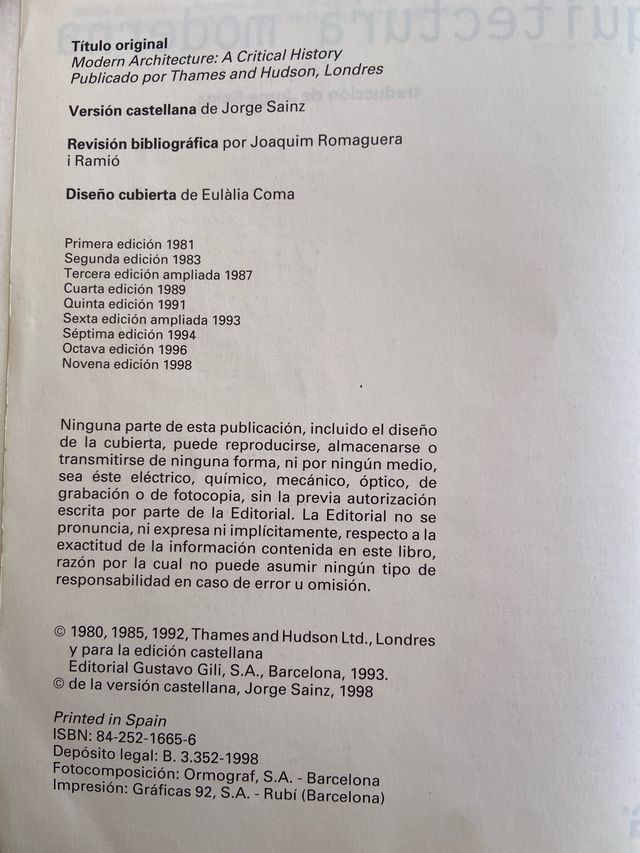 Título original
Modern Architecture: A Critical History
Publicado por Thames and Hudson, Londres
Versión castellana de Jorge Sainz
Revisión bibliográfica por Joaquim Romaguera
i Ramió
Diseño cubierta de Eulàlia Coma
Primera edición 1981
Segunda edición 1983
Tercera edición ampliada 1987
Cuarta edición 1989
Quinta edición 1991
Sexta edición ampliada 1993
Séptima edición 1994
Octava edición 1996
Novena edición 1998
Ninguna parte de esta publicación, incluido el diseño
de la cubierta, puede reproducirse, almacenarse o
transmitirse de ninguna forma, ni por ningún medio,
sea éste eléctrico, químico, mecánico, óptico, de
grabación o de fotocopia, sin la previa autorización
escrita por parte de la Editorial. La Editorial no se
pronuncia, ni expresa ni implícitamente, respecto a la
exactitud de la información contenida en este libro,
razón por la cual no puede asumir ningún tipo de
responsabilidad en caso de error u omisión.
© 1980, 1985, 1992, Thames and Hudson Ltd., Londres
y para la edición castellana
Editorial Gustavo Gili, S.A., Barcelona, 1993.
© de la versión castellana, Jorge Sainz, 1998
Printed in Spain
ISBN: 84-252-1665-6
Depósito legal: B. 3.352-1998
Fotocomposición: Ormograf, S.A. - Barcelona
Impresión: Gráficas 92, S.A. - Rubí (Barcelona)